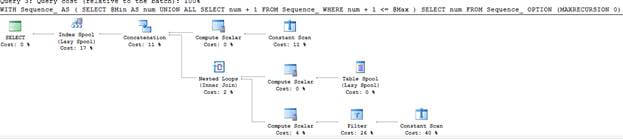 Query 3: Query cost (relative to the batch): 100%
WITH Sequence_ AS ( SELECT @Min AS num UNION ALL SELECT num + 1 FROM Sequence_ WHERE num + 1 <= @Max ) SELECT num FROM Sequence_ OPTION (MAXRECURSION 0)
SELECT
Cost: 0 %
Index Spool
(Lazy Spool)
Cost: 17 %
Concatenation
Cost: 11 %
Compute Scalar
Cost: 0 %
Constant Scan
Cost: 11 %
Nested Loops
(Inner Join)
Cost: 2 %
Compute Scalar
Cost: 0 %
Table Spool
(Lazy Spool)
Cost: 0 %
Compute Scalar
Cost: 4 %
Filter
Cost: 26 %
Constant Scan
Cost: 40 %